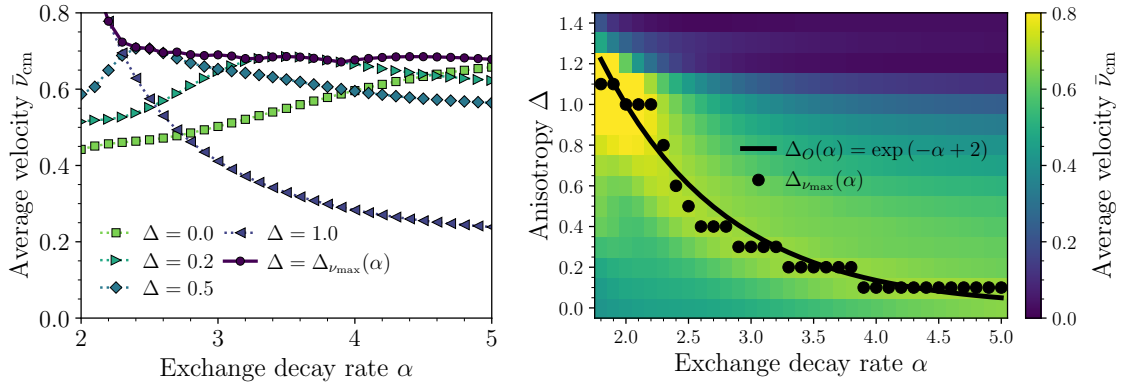 Average velocity ν̄cm
0.8
0.6
0.4
0.2
0.0
2
3
4
5
Exchange decay rate α
Δ = 0.0
Δ = 0.2
Δ = 0.5
Δ = 1.0
Δ = Δνmax(α)
Anisotropy Δ
1.4
1.2
1.0
0.8
0.6
0.4
0.2
0.0
2.0
2.5
3.0
3.5
4.0
4.5
5.0
Exchange decay rate α
ΔO(α) = exp (−α + 2)
Δνmax(α)
0.8
0.6
0.4
0.2
0.0
Average velocity ν̄cm